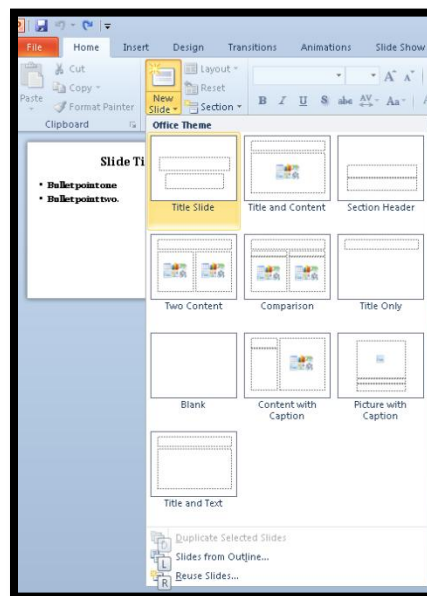 File Home Insert Design Transitions Animations Slide Show
Cut
Copy
Format Painter
Paste
Clipboard
New
Slide
Layout
Reset
Section
B I U S abc AV Aa
Office Theme
Slide Ti
• Bullet point one
• Bullet point two.
Title Slide Title and Content Section Header
Two Content Comparison Title Only
Blank Content with Caption Picture with Caption
Title and Text
Duplicate Selected Slides
Slides from Outline...
Reuse Slides...
D
L
R